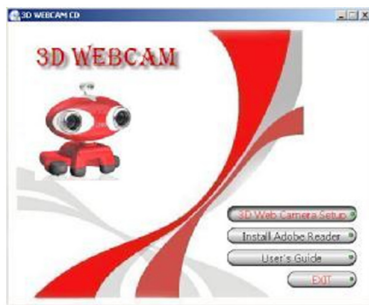 3D WEBCAM CD
3D WEBCAM
3D Web Camera Setup
Install Adobe Reader
User's Guide
EXIT